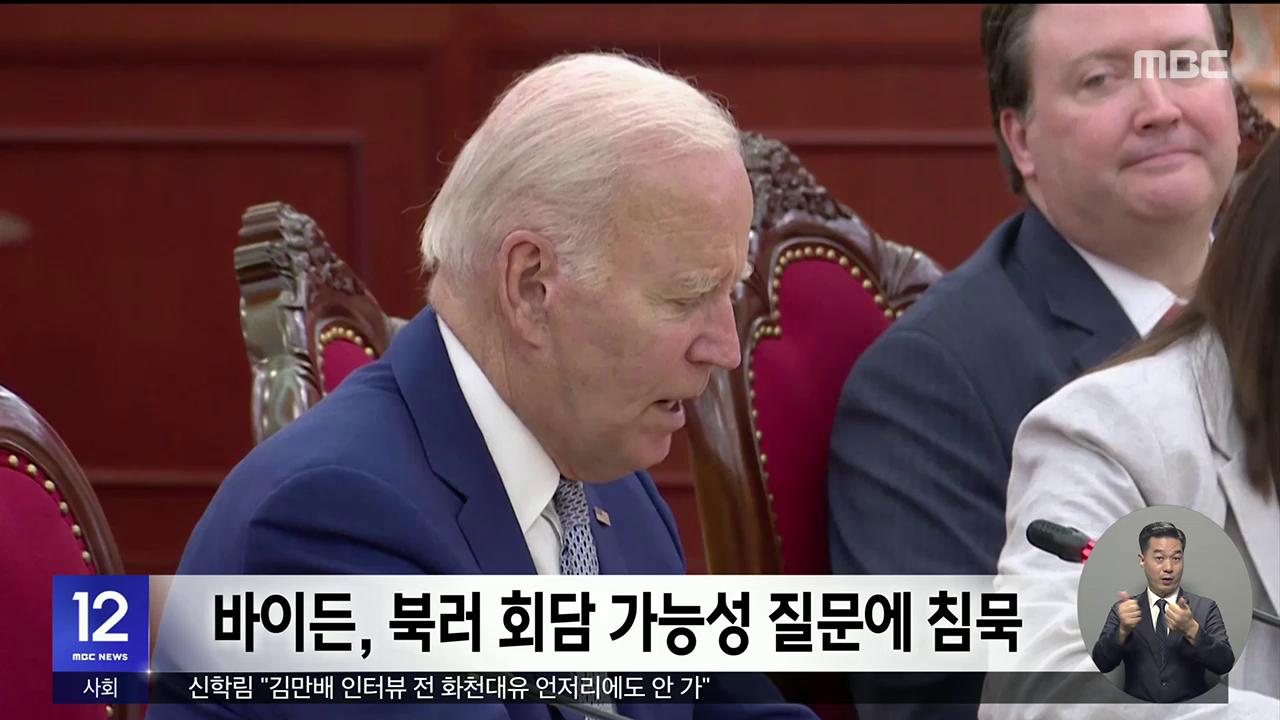 MBC
12
MBC NEWS
바이든, 북러 회담 가능성 질문에 침묵
사회
신학림 "김만배 인터뷰 전 화천대유 언저리에도 안 가"